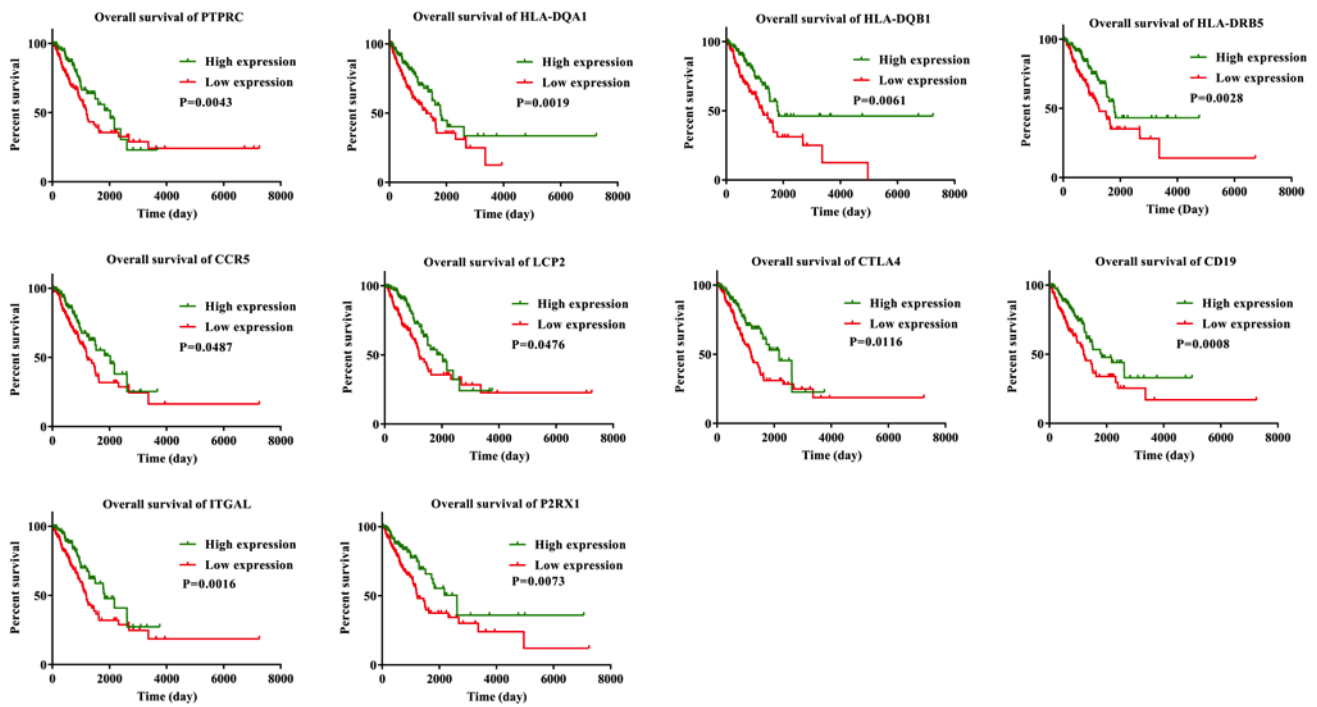 Overall survival of PTPRC
Percent survival
100
50
0
High expression
Low expression
P=0.0043
0 2000 4000 6000 8000
Time (day)
Overall survival of HLA-DQA1
Percent survival
100
50
0
High expression
Low expression
P=0.0019
0 2000 4000 6000 8000
Time (day)
Overall survival of HLA-DQB1
Percent survival
100
50
0
High expression
Low expression
P=0.0061
0 2000 4000 6000 8000
Time (day)
Overall survival of HLA-DRB5
Percent survival
100
50
0
High expression
Low expression
P=0.0028
0 2000 4000 6000 8000
Time (Day)
Overall survival of CCR5
Percent survival
100
50
0
High expression
Low expression
P=0.0487
0 2000 4000 6000 8000
Time (day)
Overall survival of LCP2
Percent survival
100
50
0
High expression
Low expression
P=0.0476
0 2000 4000 6000 8000
Time (day)
Overall survival of CTLA4
Percent survival
100
50
0
High expression
Low expression
P=0.0116
0 2000 4000 6000 8000
Time (day)
Overall survival of CD19
Percent survival
100
50
0
High expression
Low expression
P=0.0008
0 2000 4000 6000 8000
Time (day)
Overall survival of ITGAL
Percent survival
100
50
0
High expression
Low expression
P=0.0016
0 2000 4000 6000 8000
Time (day)
Overall survival of P2RX1
Percent survival
100
50
0
High expression
Low expression
P=0.0073
0 2000 4000 6000 8000
Time (day)